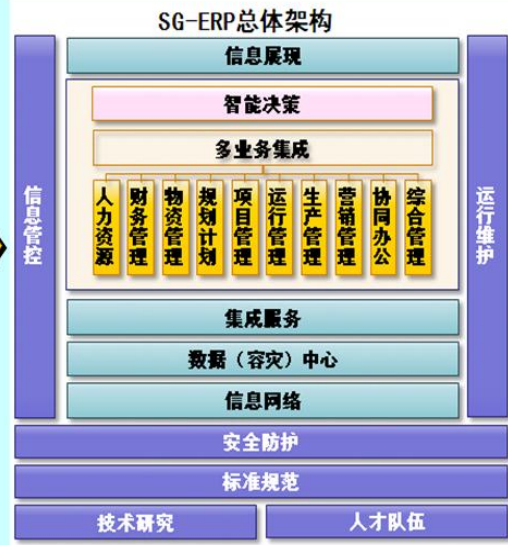 SG-ERP总体架构
信息展现
智能决策
多业务集成
人力资源
财务管理
物资管理
规划计划
项目管理
运行管理
生产管理
营销管理
协同办公
综合管理
信息管控
运行维护
集成服务
数据（容灾）中心
信息网络
安全防护
标准规范
技术研究
人才队伍